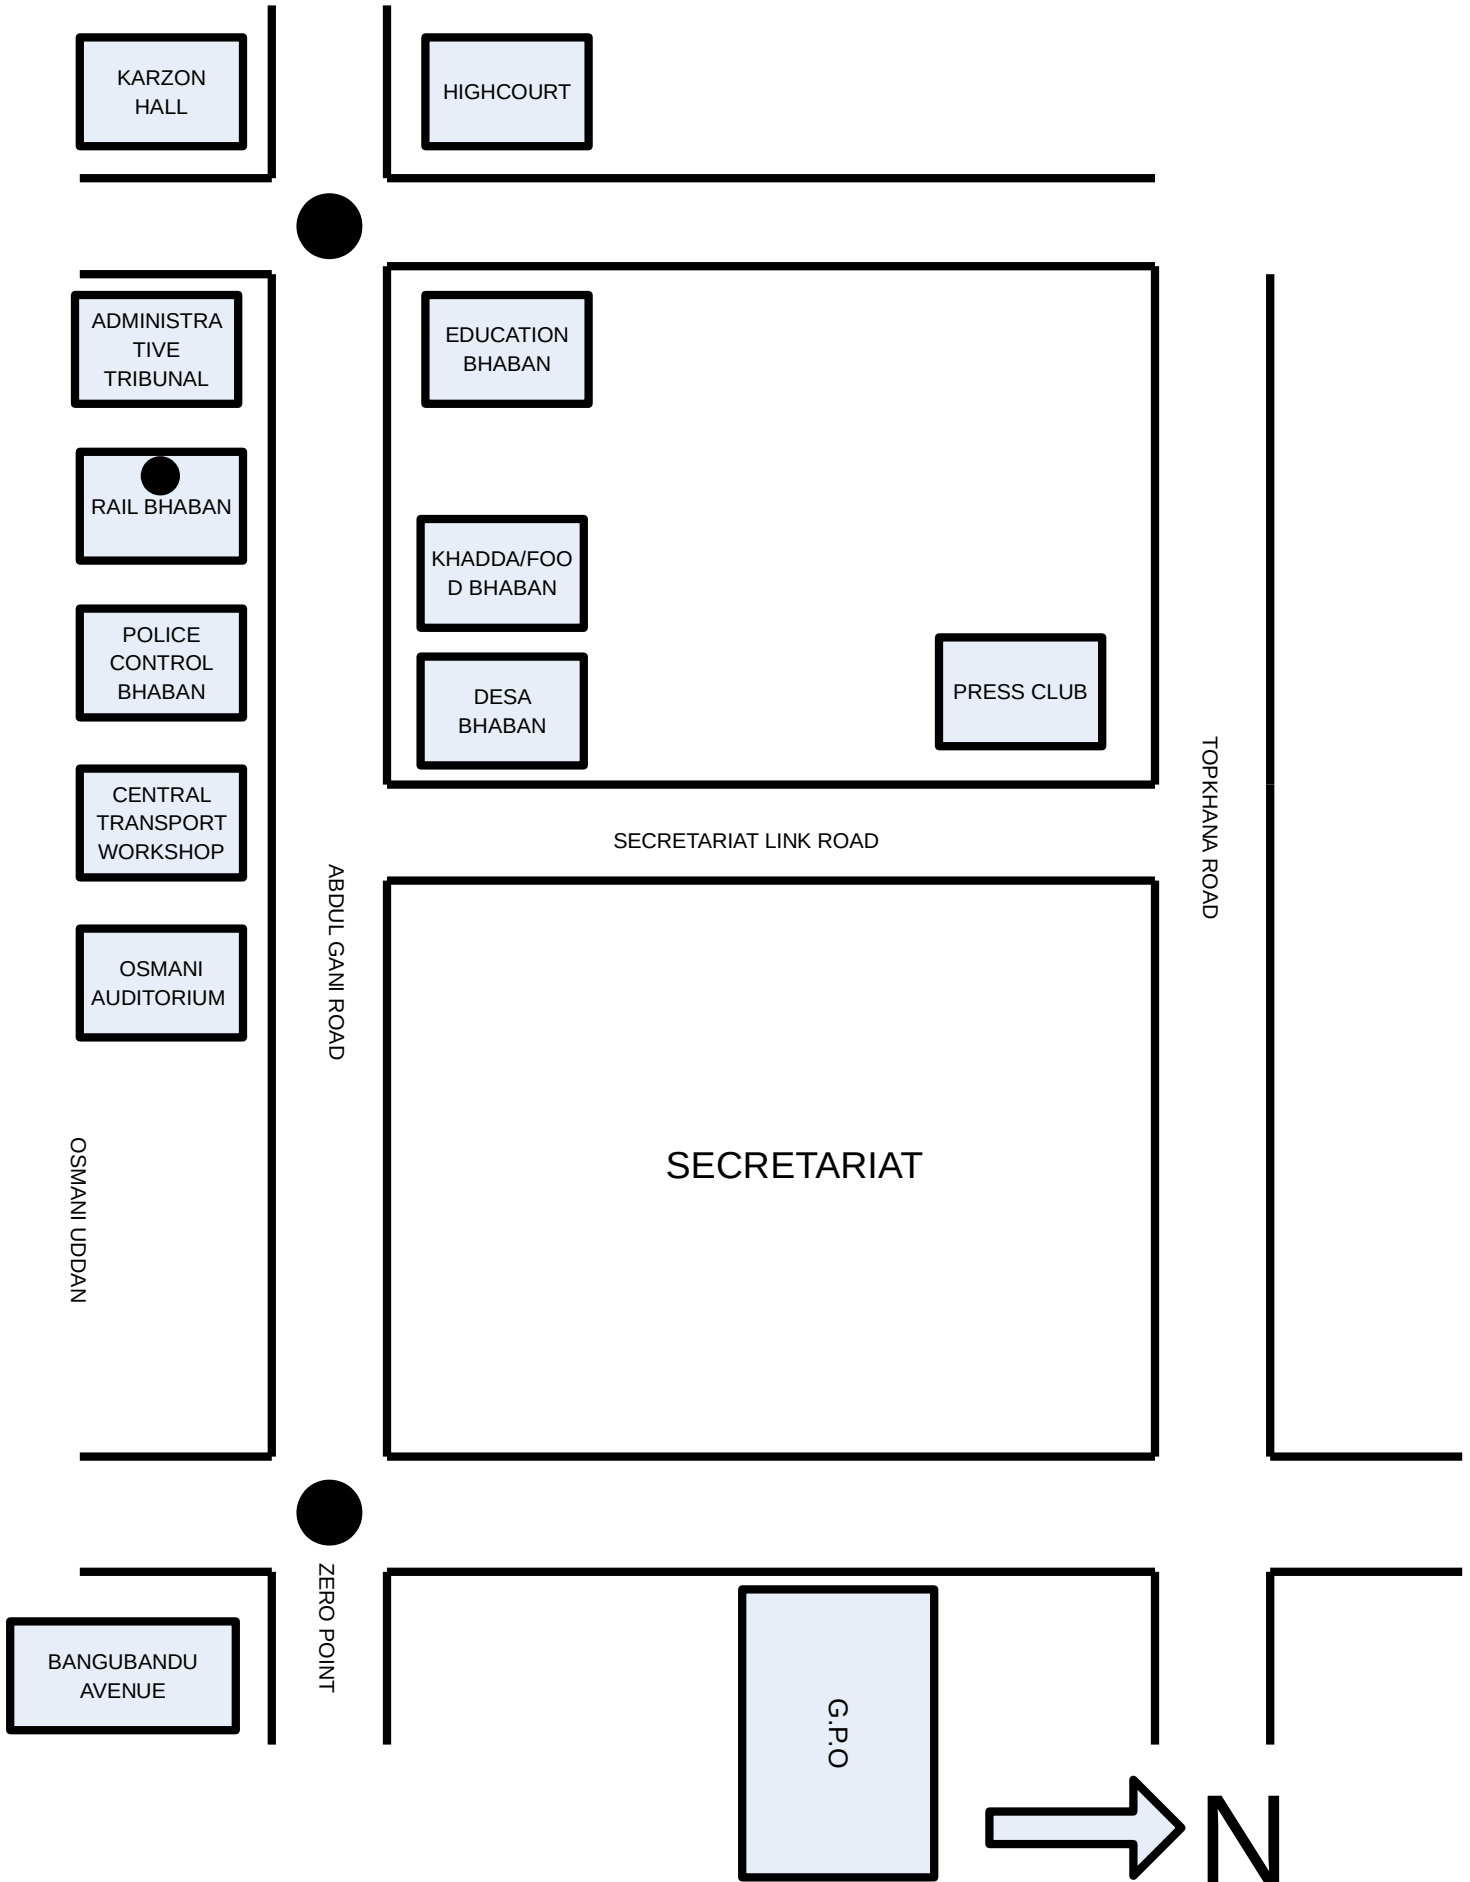 KARZON
HALL
HIGHCOURT
ADMINISTRA
TIVE
TRIBUNAL
EDUCATION
BHABAN
RAIL BHABAN
KHADDA/FOO
D BHABAN
POLICE
CONTROL
BHABAN
DESA
BHABAN
PRESS CLUB
CENTRAL
TRANSPORT
WORKSHOP
SECRETARIAT LINK ROAD
TOPKHANA ROAD
ABDUL GANI ROAD
OSMANI
AUDITORIUM
OSMANI UDDAN
SECRETARIAT
ZERO POINT
BANGUBANDU
AVENUE
G.P.O
N